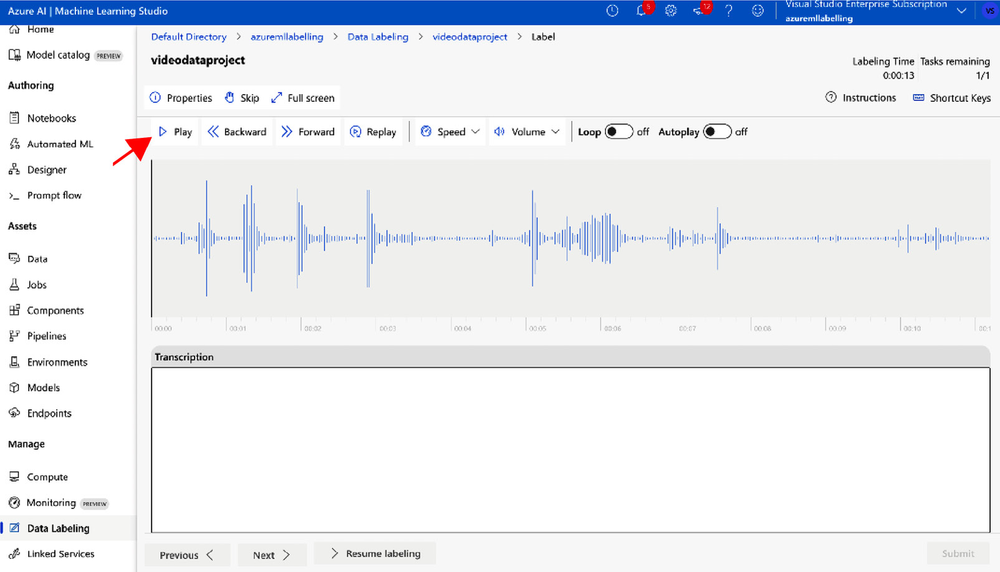 Azure AI | Machine Learning Studio
5
12
Visual Studio Enterprise Subscription
azuremllabelling
VS
Home
Model catalog PREVIEW
Authoring
Notebooks
Automated ML
Designer
Prompt flow
Assets
Data
Jobs
Components
Pipelines
Environments
Models
Endpoints
Manage
Compute
Monitoring PREVIEW
Data Labeling
Linked Services
Default Directory > azuremllabelling > Data Labeling > videodataproject > Label
videodataproject
Labeling Time Tasks remaining
0:00:13 1/1
Properties Skip Full screen
Instructions Shortcut Keys
Play Backward Forward Replay Speed Volume Loop off Autoplay off
00:00 00:01 00:02 00:03 00:04 00:05 00:06 00:07 00:08 00:09 00:10 00:1
Transcription
Previous Next Resume labeling Submit